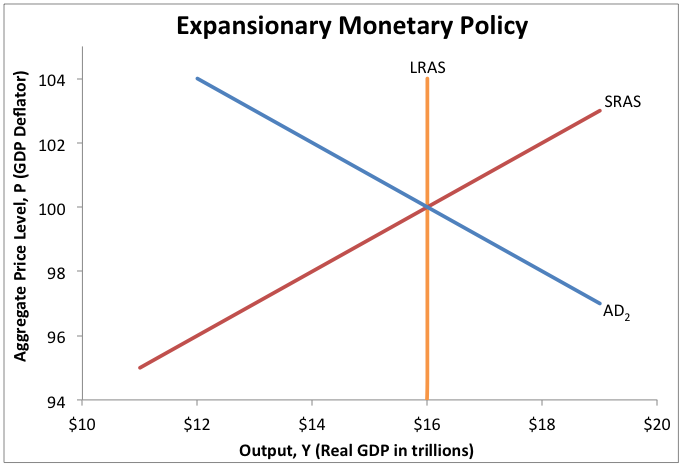 Expansionary Monetary Policy
Aggregate Price Level, P (GDP Deflator)
104
102
100
98
96
94
LRAS
SRAS
AD2
$10
$12
$14
$16
$18
$20
Output, Y (Real GDP in trillions)